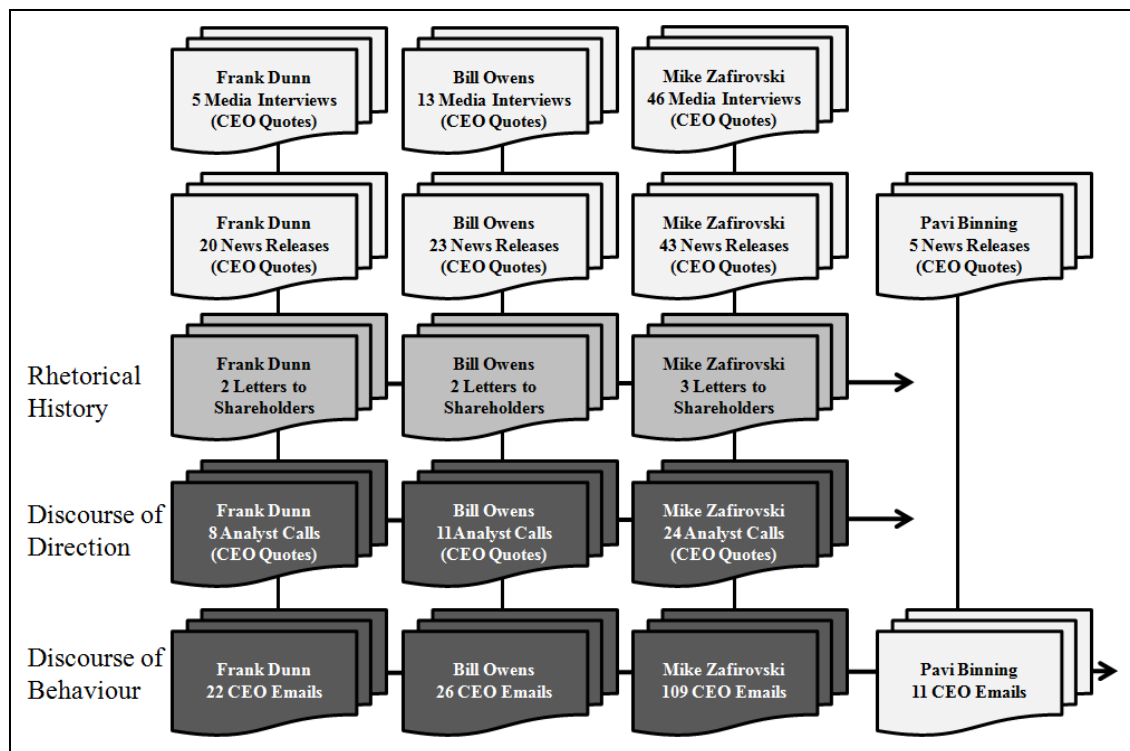 Frank Dunn
5 Media Interviews
(CEO Quotes)
Bill Owens
13 Media Interviews
(CEO Quotes)
Mike Zafirovski
46 Media Interviews
(CEO Quotes)
Frank Dunn
20 News Releases
(CEO Quotes)
Bill Owens
23 News Releases
(CEO Quotes)
Mike Zafirovski
43 News Releases
(CEO Quotes)
Pavi Binning
5 News Releases
(CEO Quotes)
Rhetorical
History
Frank Dunn
2 Letters to
Shareholders
Bill Owens
2 Letters to
Shareholders
Mike Zafirovski
3 Letters to
Shareholders
Discourse of
Direction
Frank Dunn
8 Analyst Calls
(CEO Quotes)
Bill Owens
11 Analyst Calls
(CEO Quotes)
Mike Zafirovski
24 Analyst Calls
(CEO Quotes)
Discourse of
Behaviour
Frank Dunn
22 CEO Emails
Bill Owens
26 CEO Emails
Mike Zafirovski
109 CEO Emails
Pavi Binning
11 CEO Emails